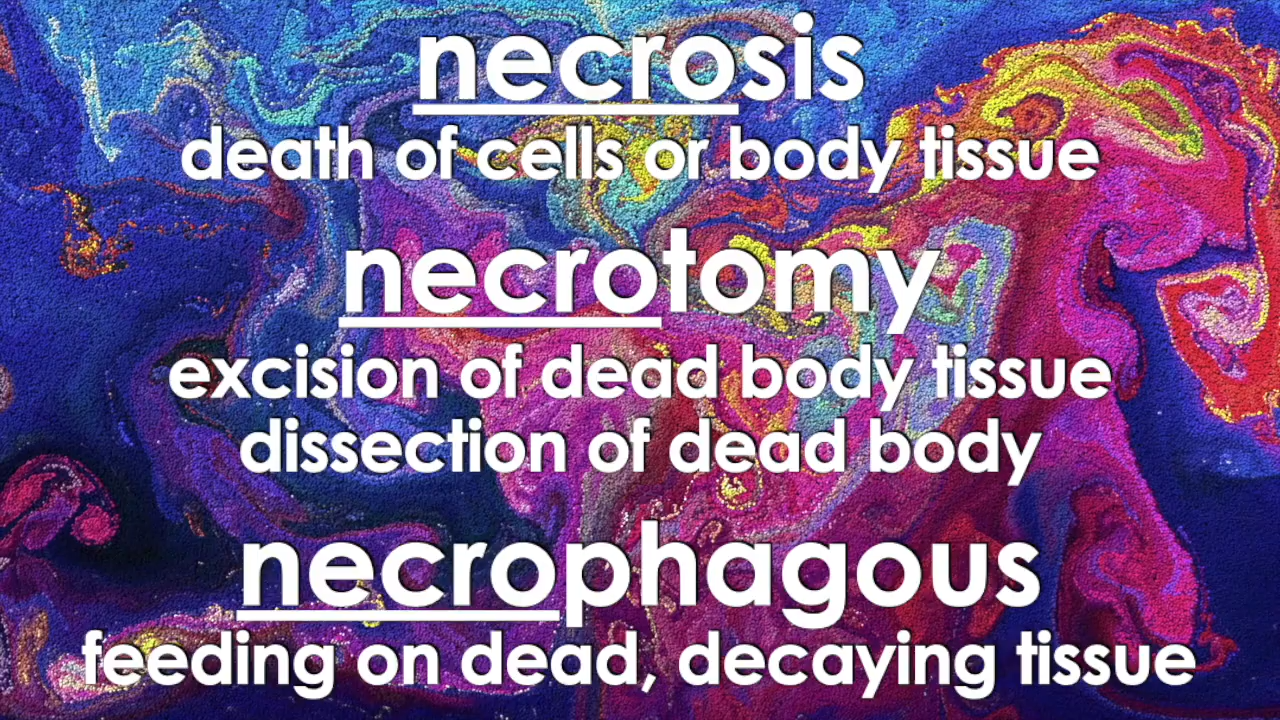 necrosis
death of cells or body tissue
necrotomy
excision of dead body tissue
dissection of dead body
necrophagous
feeding on dead, decaying tissue